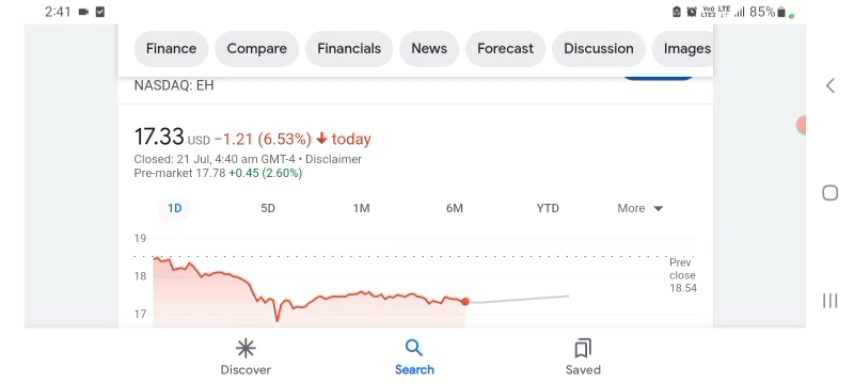 2:41 85%
Finance Compare Financials News Forecast Discussion Images
NASDAQ: EH
17.33 USD −1.21 (6.53%) today
Closed: 21 Jul, 4:40 am GMT-4 • Disclaimer
Pre-market 17.78 +0.45 (2.60%)
1D 5D 1M 6M YTD More
19
18
17
Prev
close
18.54
Discover Search Saved